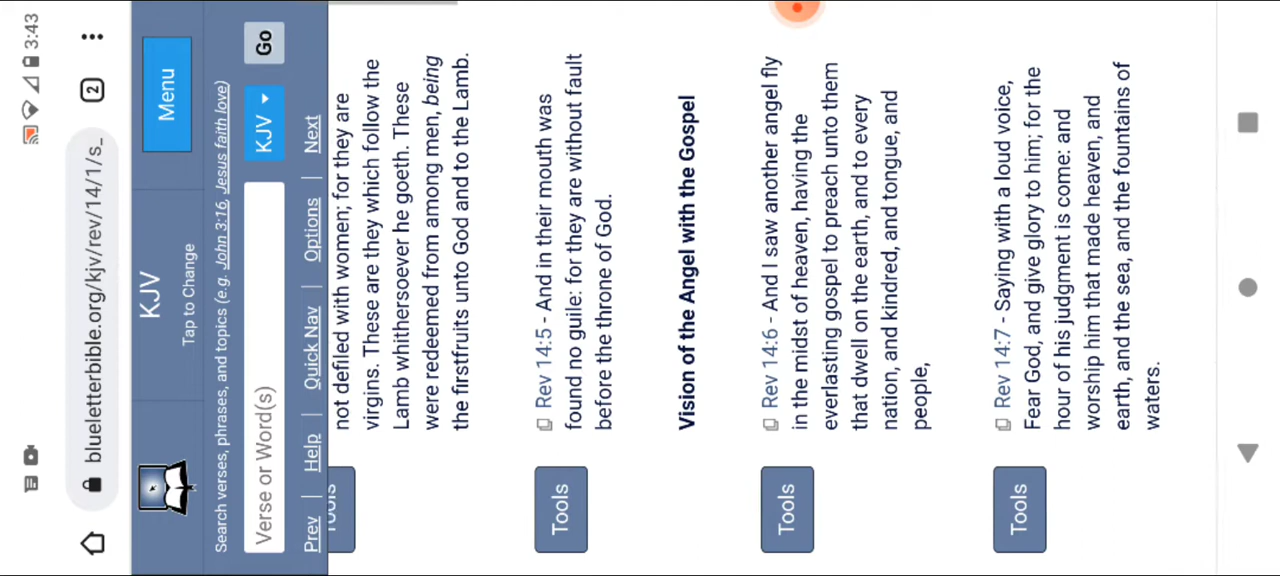 3:43
blueletterbible.org/kjv/rev/14/1/s_
2
KJV
Tap to Change
Menu
Search verses, phrases, and topics (e.g. John 3:16, Jesus faith love)
Verse or Word(s)
KJV
Go
Prev | Help | Quick Nav | Options | Next
not defiled with women; for they are
virgins. These are they which follow the
Lamb whithersoever he goeth. These
were redeemed from among men, being
the firstfruits unto God and to the Lamb.
Tools
Rev 14:5 - And in their mouth was
found no guile: for they are without fault
before the throne of God.
Tools
Vision of the Angel with the Gospel
Rev 14:6 - And I saw another angel fly
in the midst of heaven, having the
everlasting gospel to preach unto them
that dwell on the earth, and to every
nation, and kindred, and tongue, and
people,
Tools
Rev 14:7 - Saying with a loud voice,
Fear God, and give glory to him; for the
hour of his judgment is come: and
worship him that made heaven, and
earth, and the sea, and the fountains of
waters.
Tools